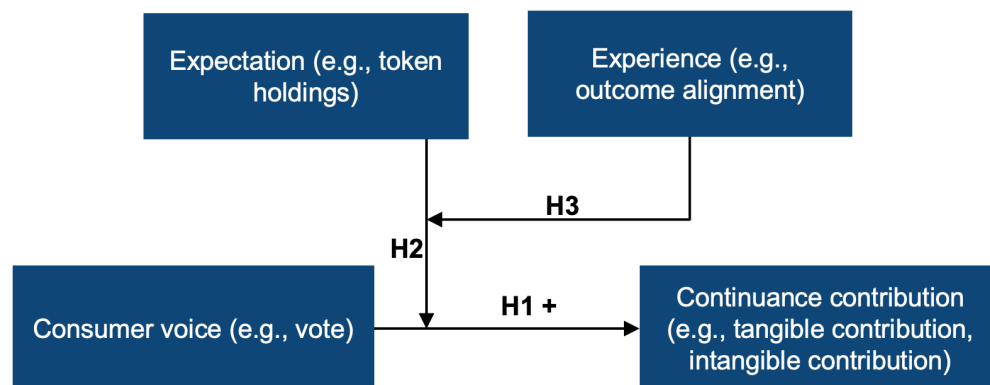 Expectation (e.g., token
holdings)
Experience (e.g.,
outcome alignment)
H3
H2
Consumer voice (e.g., vote)
H1 +
Continuance contribution
(e.g., tangible contribution,
intangible contribution)